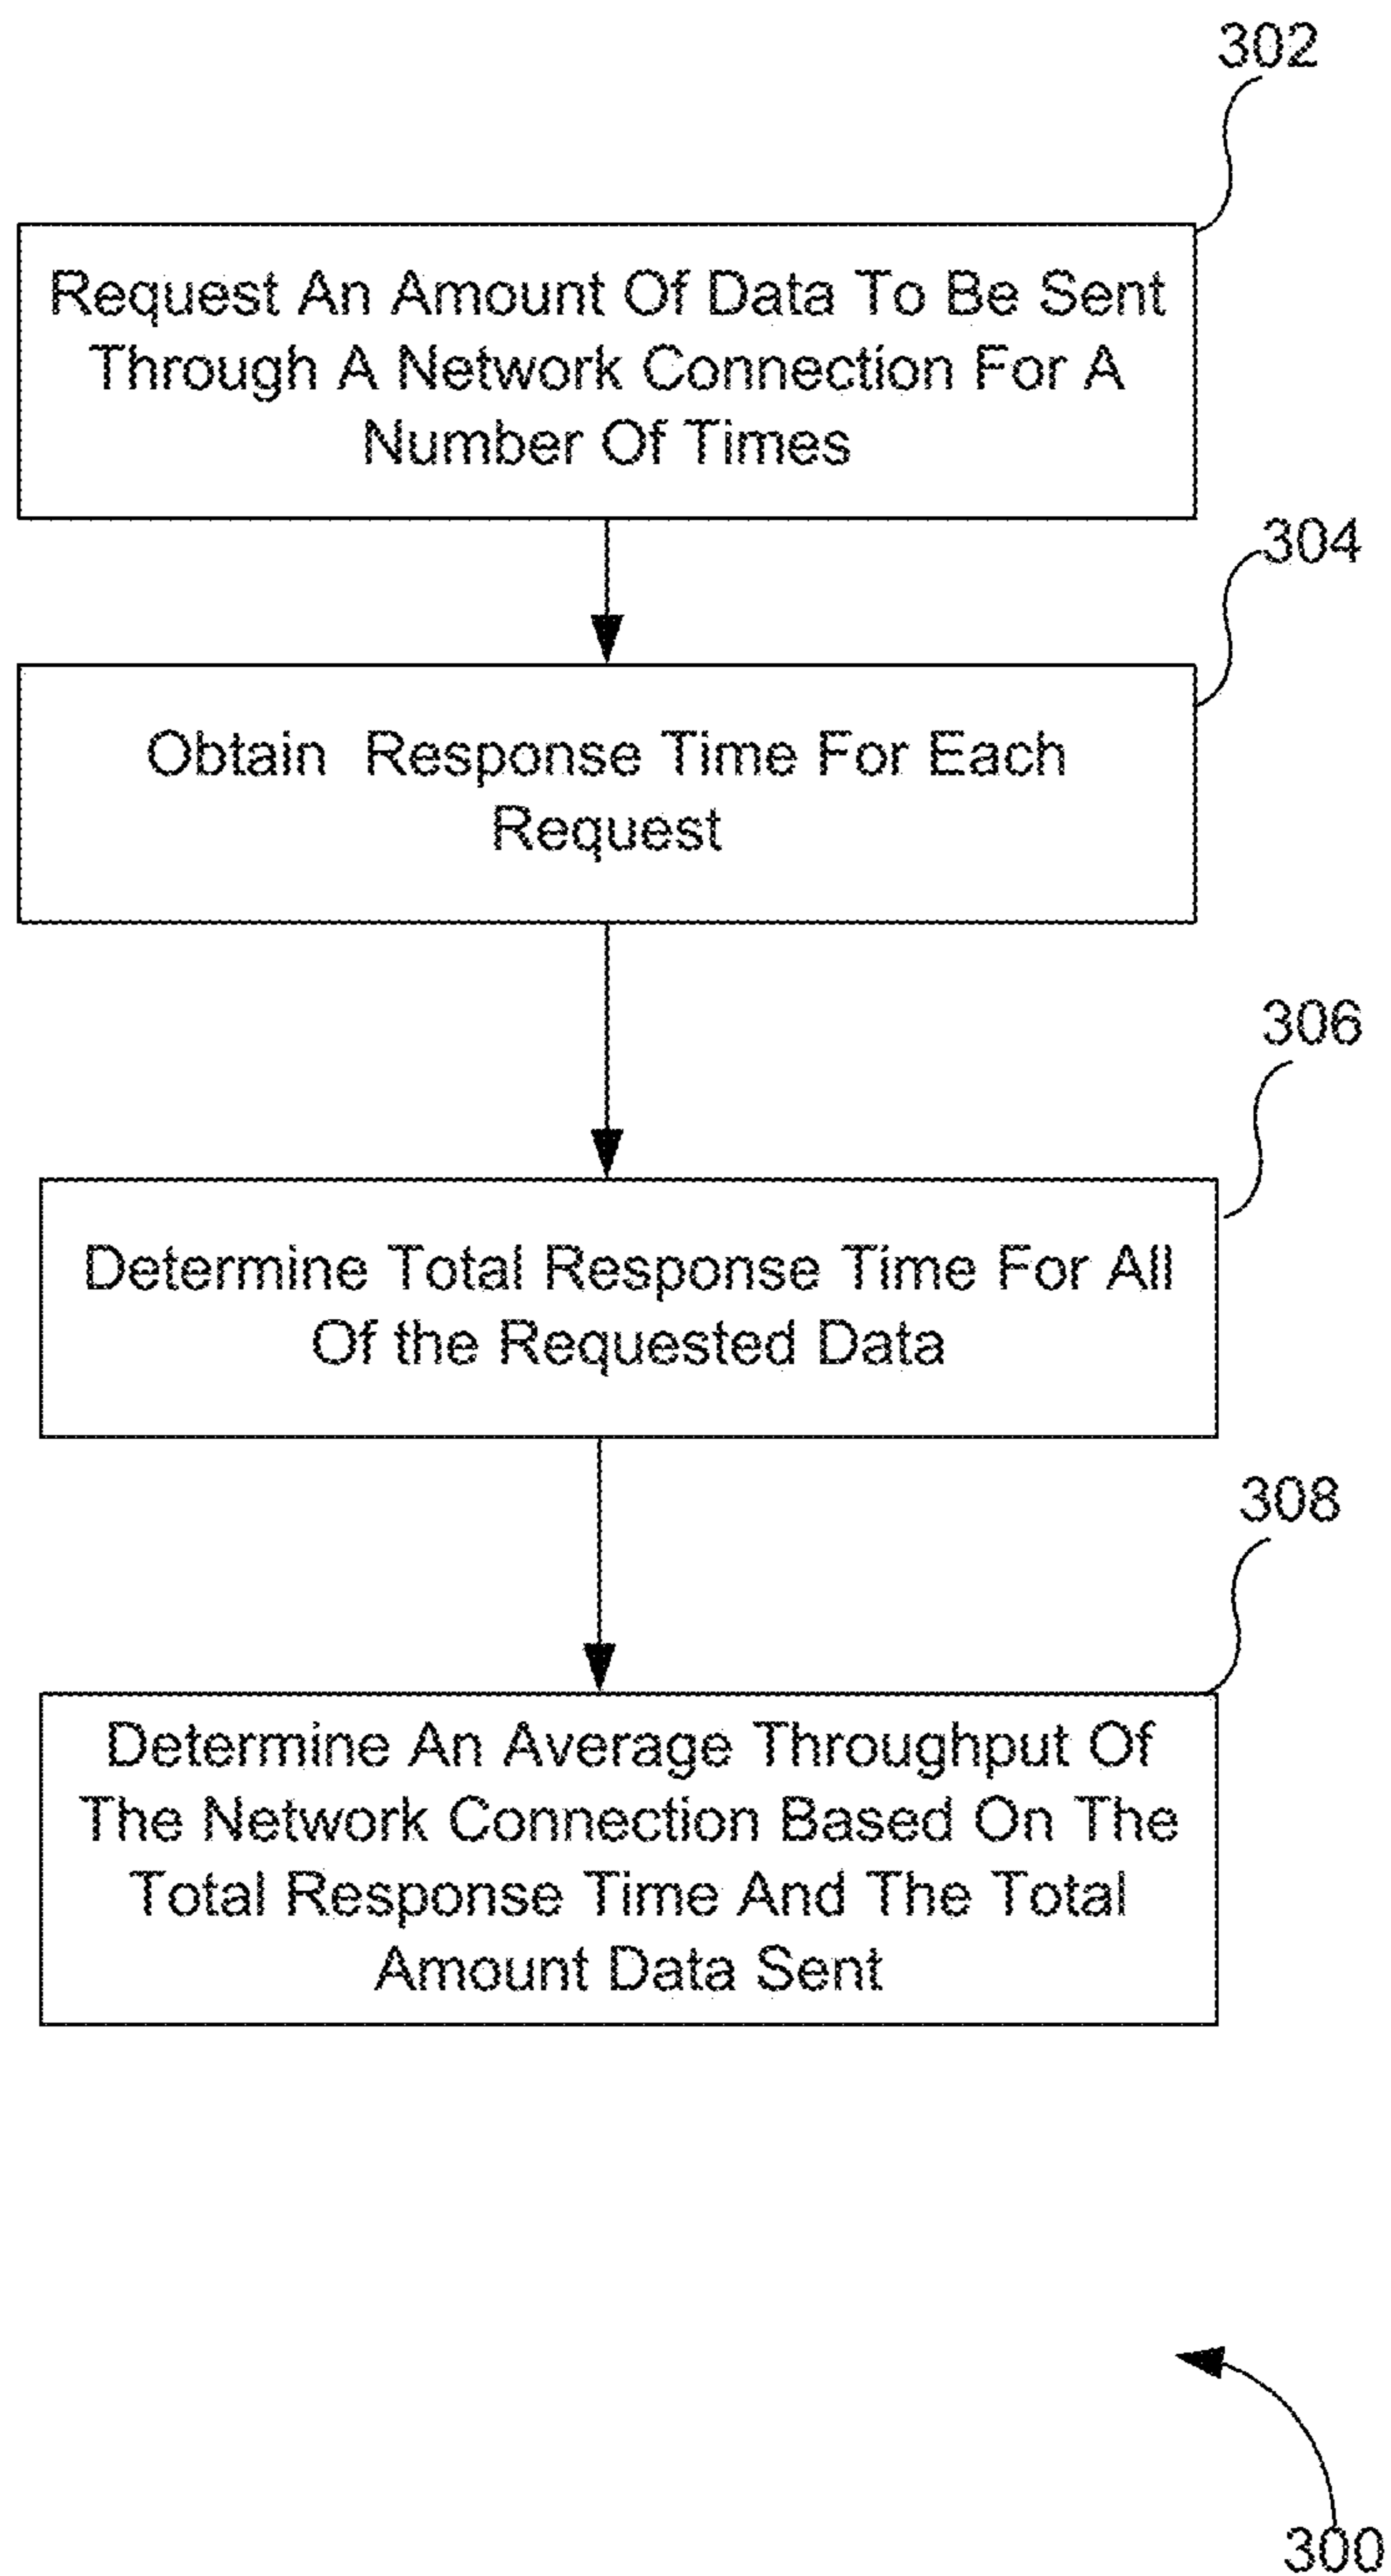 302
Request An Amount Of Data To Be Sent
Through A Network Connection For A
Number Of Times
304
Obtain  Response Time For Each
Request
306
Determine Total Response Time For All
Of the Requested Data
308
Determine An Average Throughput Of
The Network Connection Based On The
Total Response Time And The Total
Amount Data Sent
300